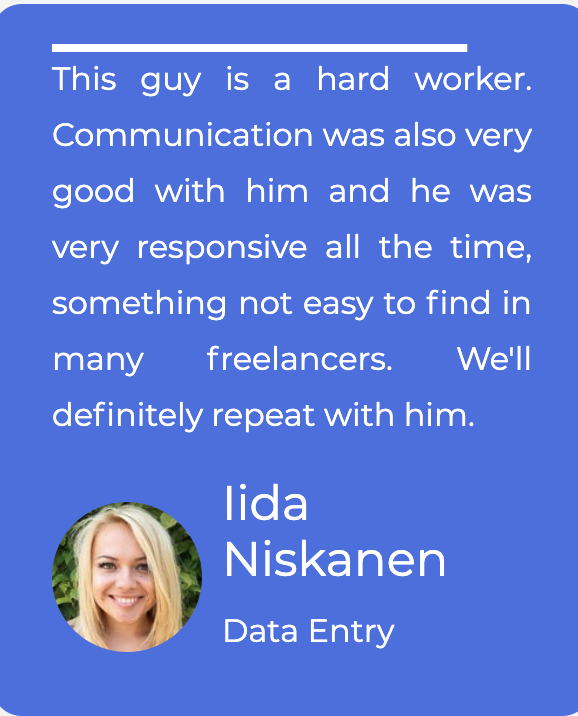 This guy is a hard worker.
Communication was also very
good with him and he was
very responsive all the time,
something not easy to find in
many freelancers. We'll
definitely repeat with him.
Iida
Niskanen
Data Entry